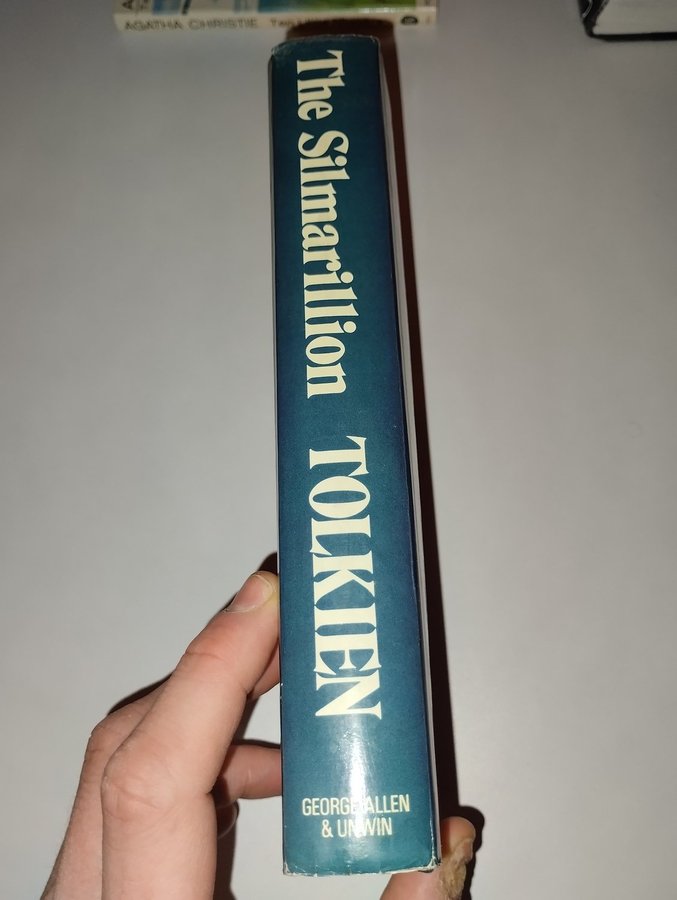 AGATHA CHRISTIE
The Silmarillion TOLKIEN
GEORGE ALLEN
& UNWIN